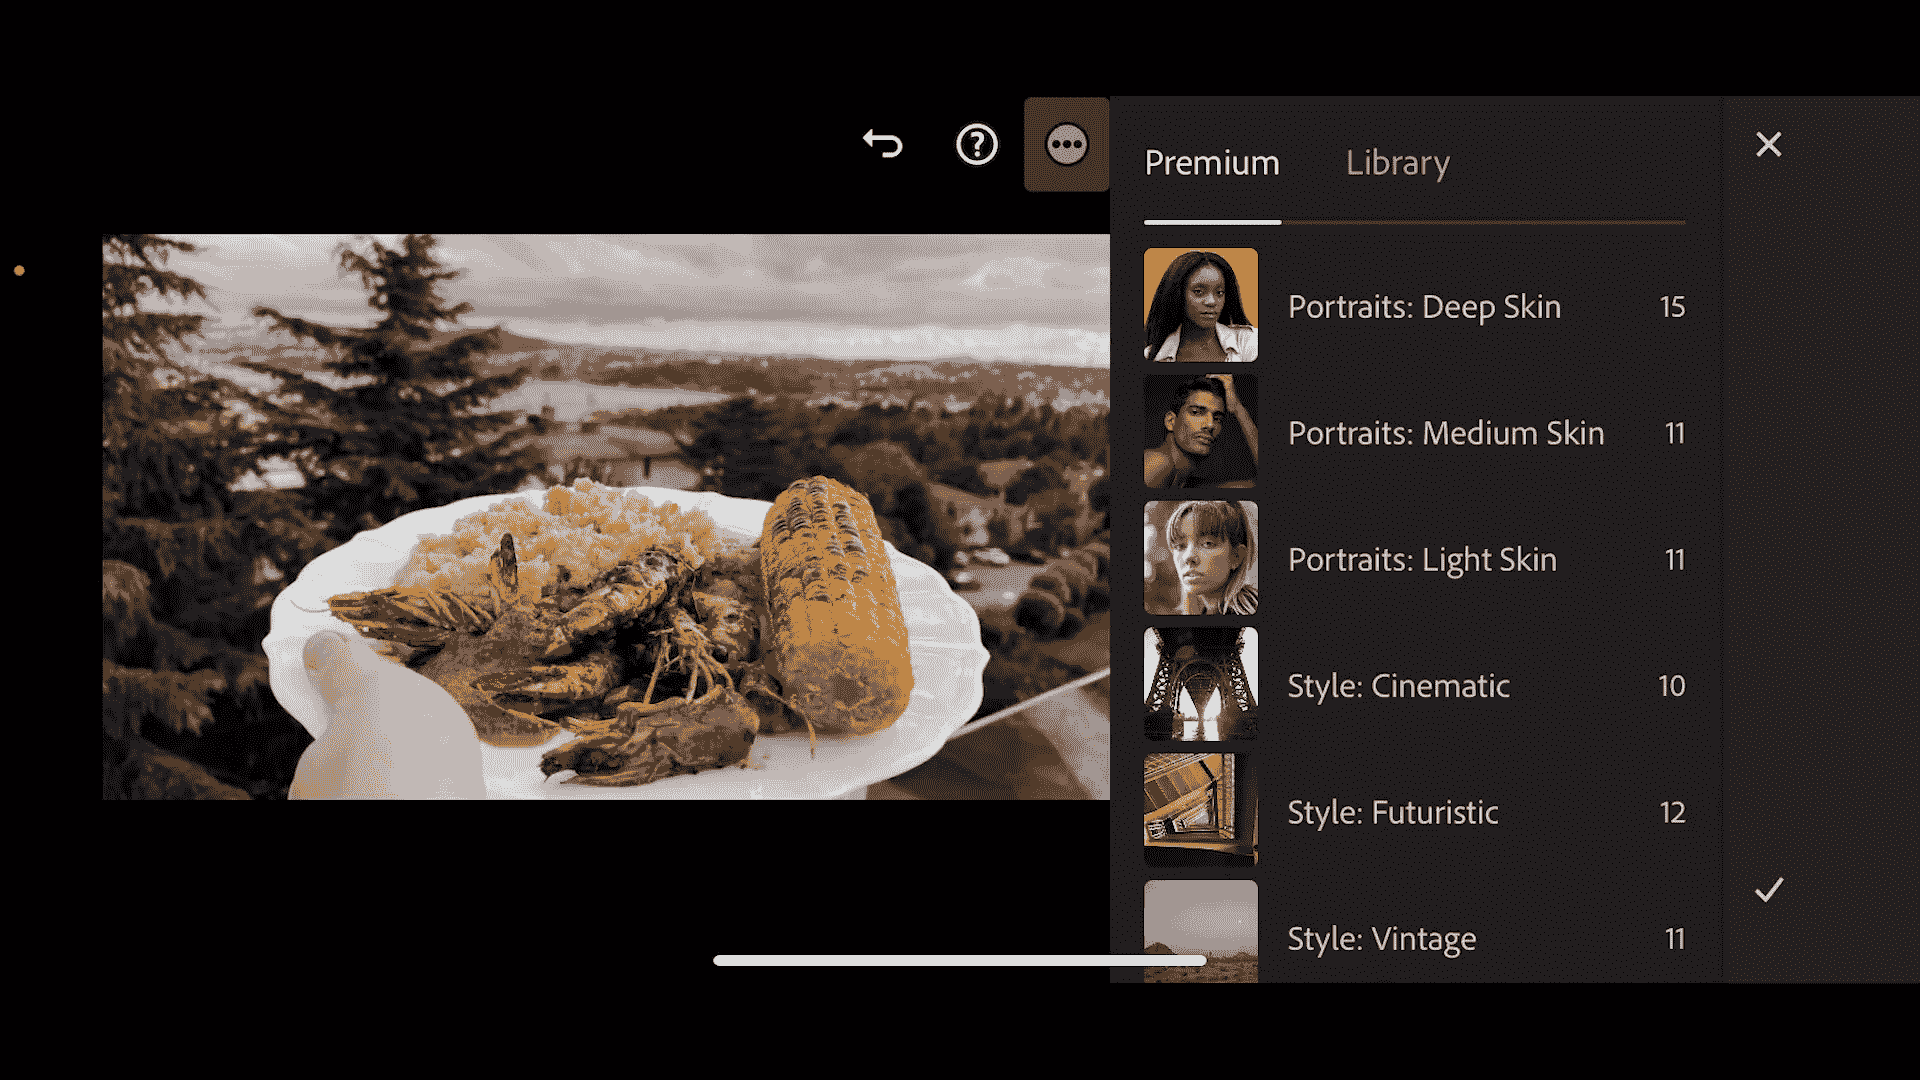 Premium
Library
Portraits: Deep Skin 15
Portraits: Medium Skin 11
Portraits: Light Skin 11
Style: Cinematic 10
Style: Futuristic 12
Style: Vintage 11